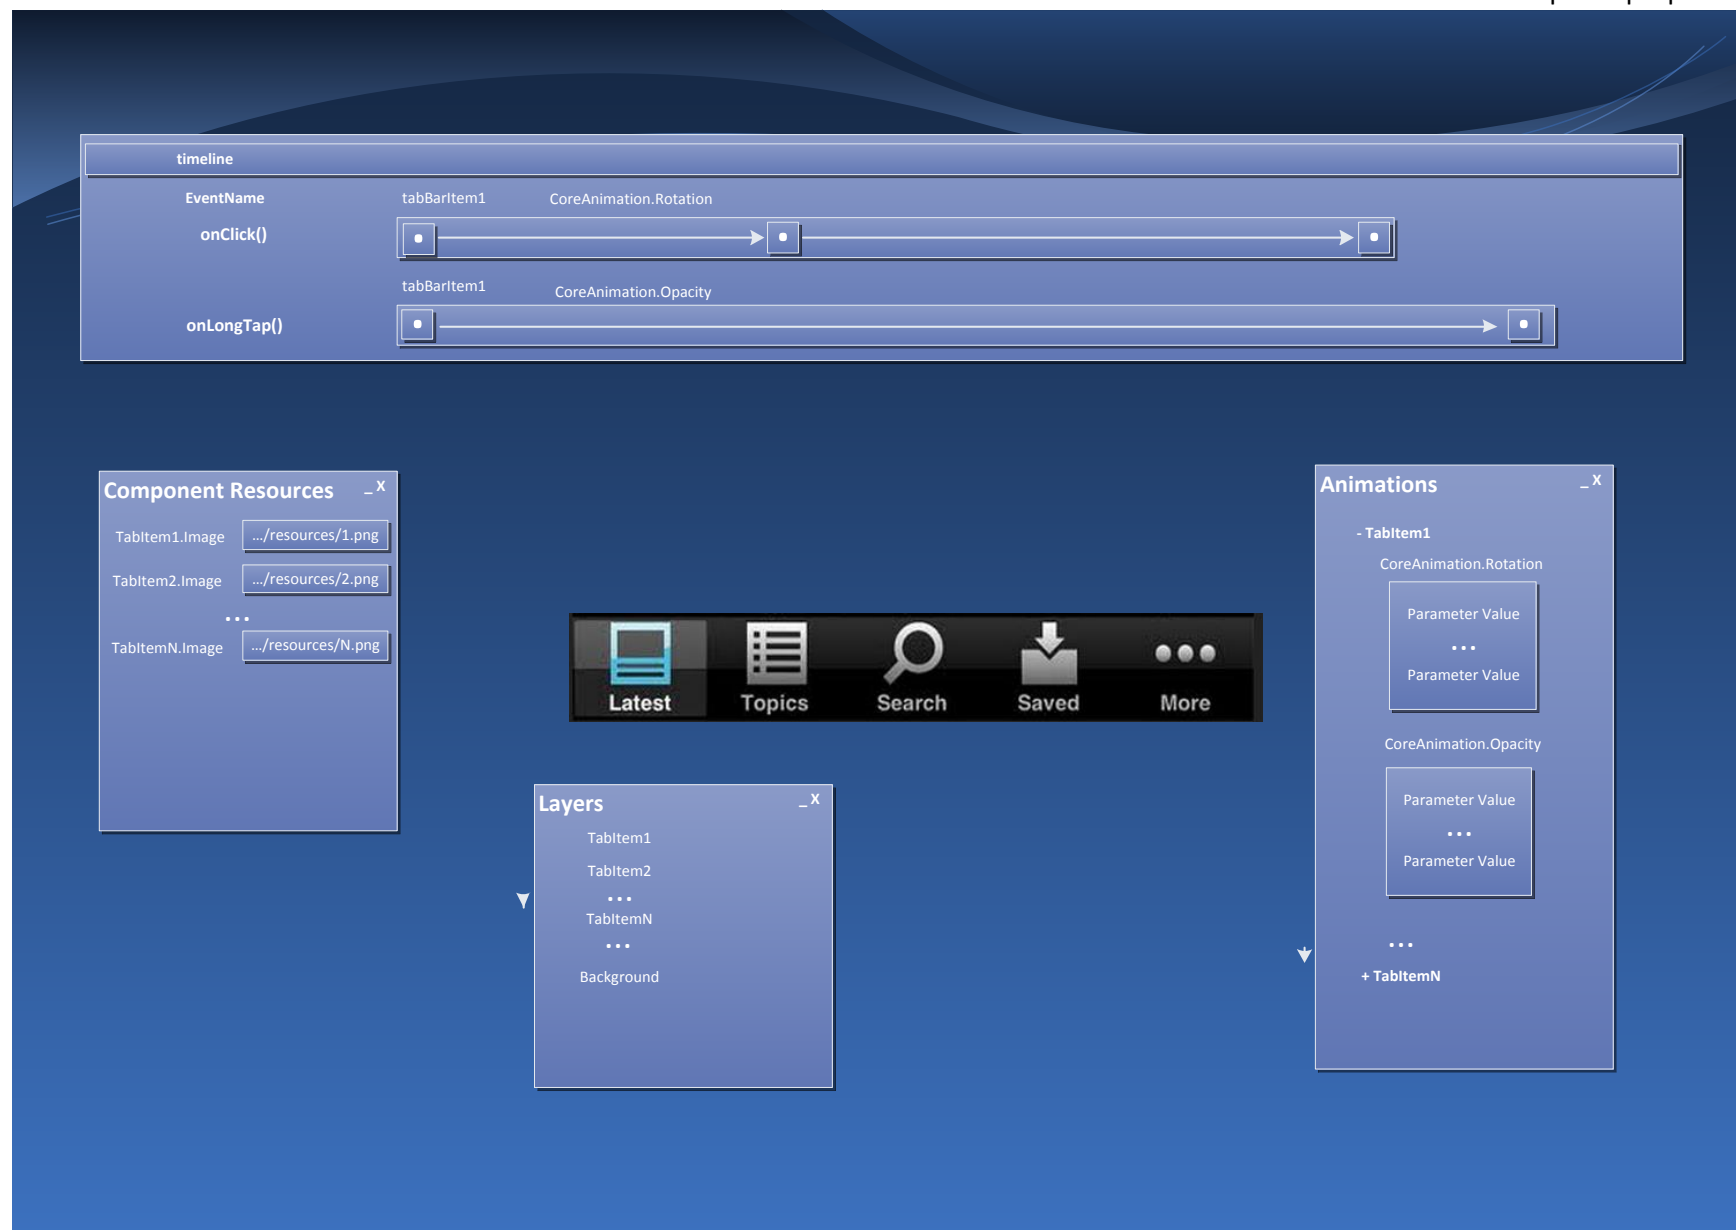 timeline
EventName tabBarItem1 CoreAnimation.Rotation
onClick()
tabBarItem1 CoreAnimation.Opacity
onLongTap()
Component Resources _ X
TabItem1.Image .../resources/1.png
TabItem2.Image .../resources/2.png
...
TabItemN.Image .../resources/N.png
Latest Topics Search Saved More
Layers _ X
TabItem1
TabItem2
...
TabItemN
...
Background
Animations _ X
- TabItem1
CoreAnimation.Rotation
Parameter Value
...
Parameter Value
CoreAnimation.Opacity
Parameter Value
...
Parameter Value
...
+ TabItemN